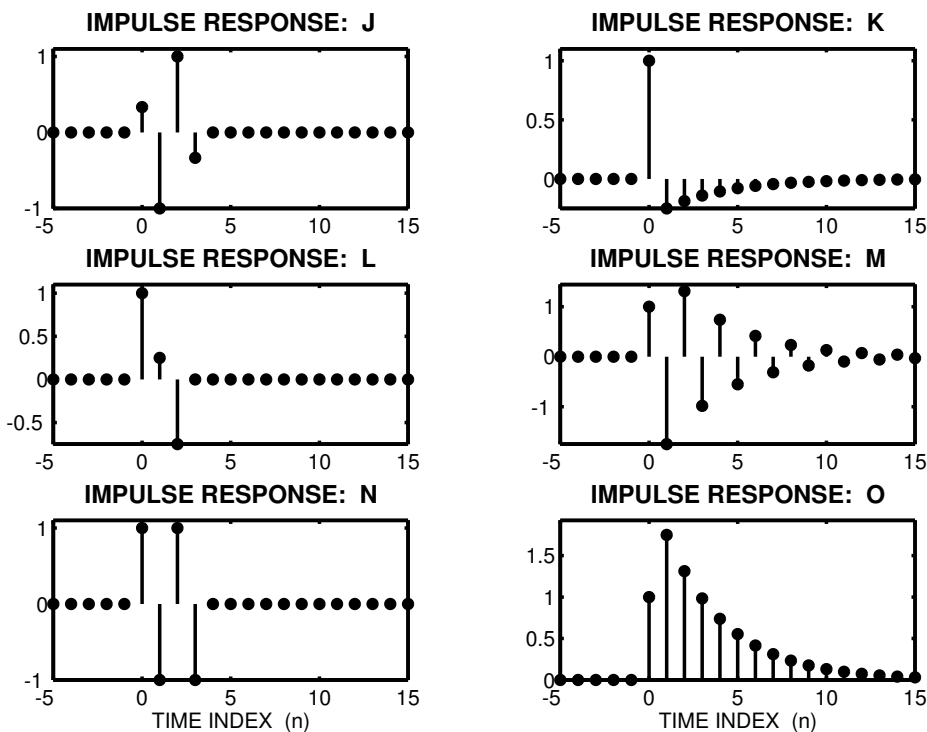 IMPULSE RESPONSE: J
1
0
-1
-5 0 5 10 15
IMPULSE RESPONSE: K
1
0.5
0
-5 0 5 10 15
IMPULSE RESPONSE: L
1
0.5
0
-0.5
-5 0 5 10 15
IMPULSE RESPONSE: M
1
0
-1
-5 0 5 10 15
IMPULSE RESPONSE: N
1
0
-1
-5 0 5 10 15
TIME INDEX (n)
IMPULSE RESPONSE: O
1.5
1
0.5
0
-5 0 5 10 15
TIME INDEX (n)